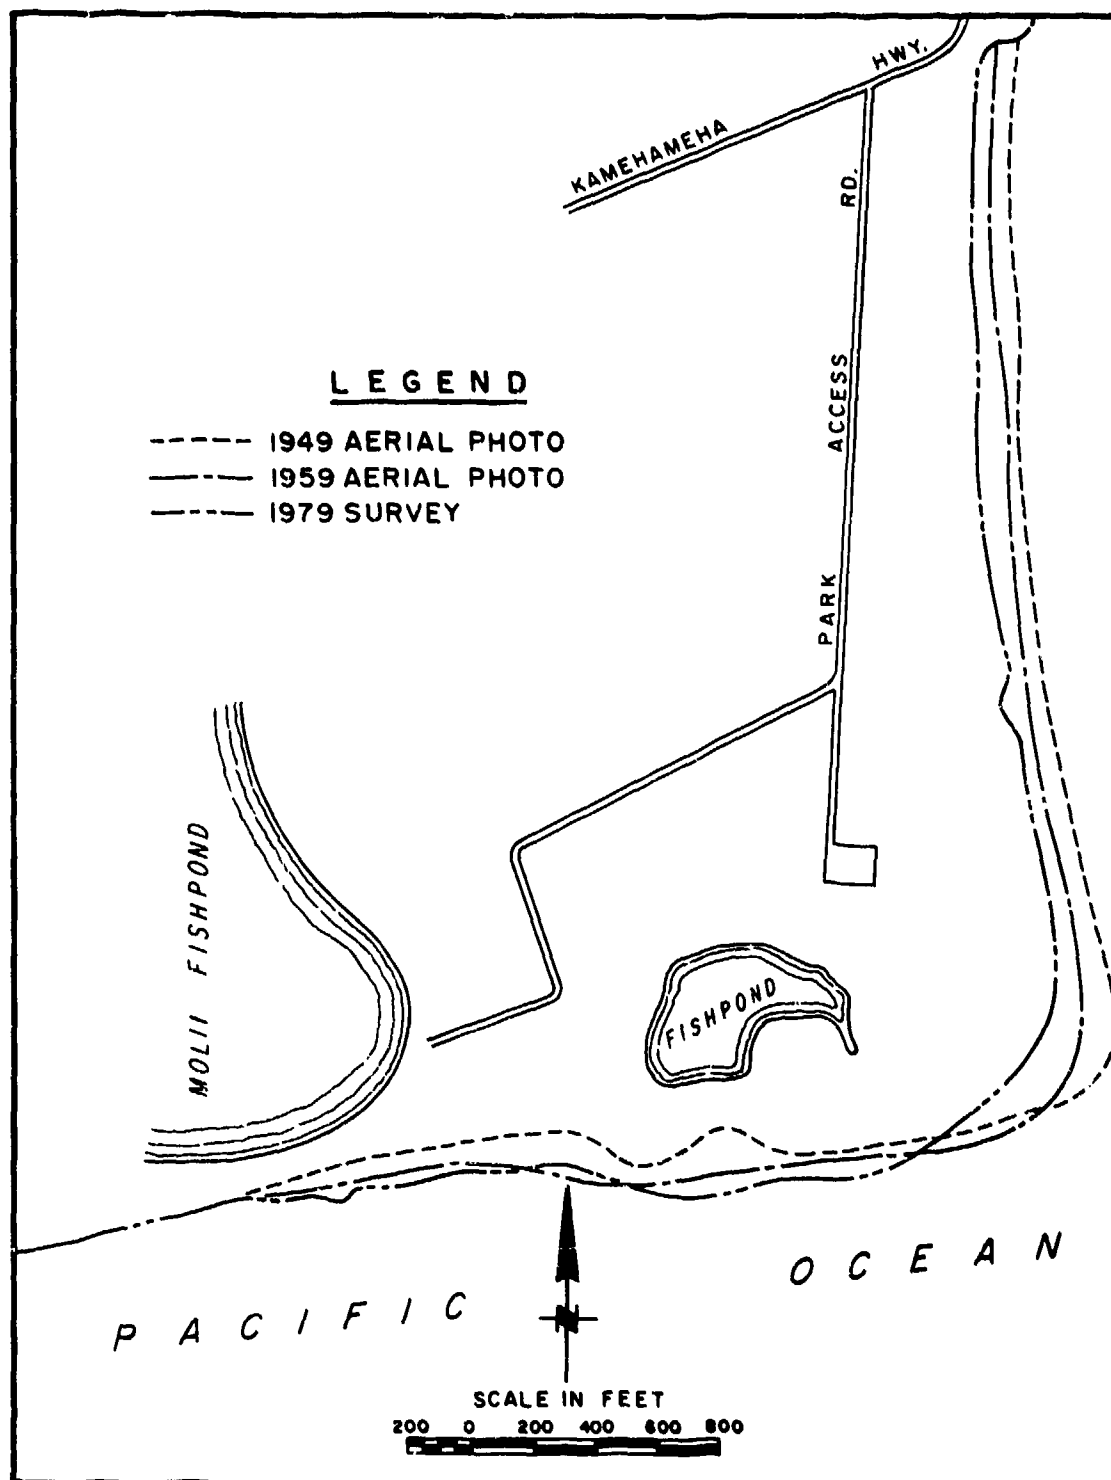 KAMEHAMEHA HWY.
PARK ACCESS RD.
LEGEND
1949 AERIAL PHOTO
1959 AERIAL PHOTO
1979 SURVEY
MOLII FISHPOND
FISHPOND
PACIFIC OCEAN
N
SCALE IN FEET
200 0 200 400 600 800